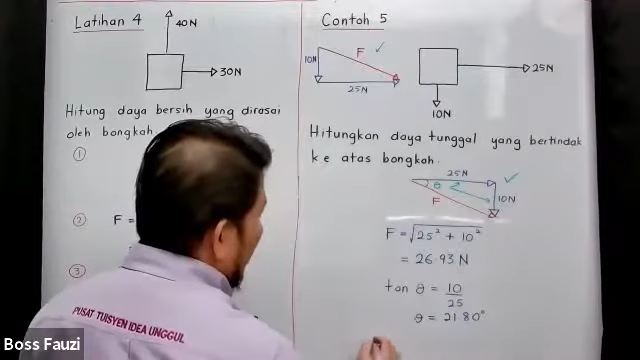 Latihan 4
40N
30N
Hitung daya bersih yang dirasai
oleh bongkah.
①
② F =
③
Contoh 5
10N
F ✓
25N
25N
10N
Hitungkan daya tunggal yang bertindak
ke atas bongkah.
25N
θ
✓
F
10N
F = √25² + 10²
= 26.93 N
tan θ = 10/25
θ = 21.80°
PUSAT TUISYEN IDEA UNGGUL
Boss Fauzi